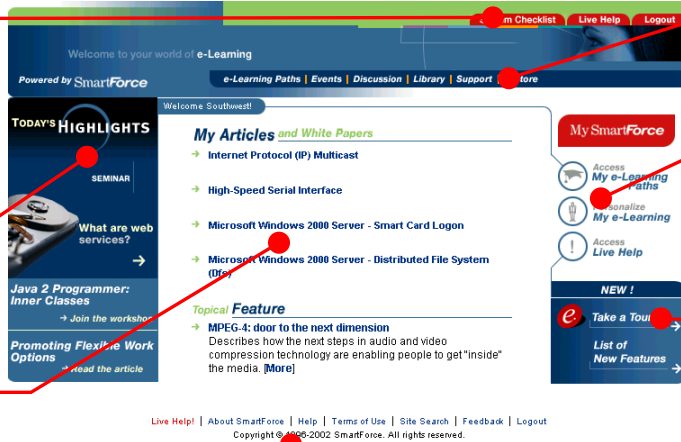 Checklist
Live Help
Logout
Welcome to your world of e-Learning
Powered by SmartForce
e-Learning Paths | Events | Discussion | Library | Support |
Welcome Southwest!
TODAY'S HIGHLIGHTS
SEMINAR
What are web
services?
Java 2 Programmer:
Inner Classes
Join the workshop
Promoting Flexible Work
Options
Read the article
My Articles and White Papers
Internet Protocol (IP) Multicast
High-Speed Serial Interface
Microsoft Windows 2000 Server - Smart Card Logon
Microsoft Windows 2000 Server - Distributed File System
(Dfs)
Topical Feature
MPEG-4: door to the next dimension
Describes how the next steps in audio and video
compression technology are enabling people to get "inside"
the media. [More]
My SmartForce
Access
My e-Learning
Paths
Personalize
My e-Learning
Access
Live Help
NEW !
e
Take a Tour
List of
New Features
Live Help! | About SmartForce | Help | Terms of Use | Site Search | Feedback | Logout
Copyright © 1996-2002 SmartForce. All rights reserved.